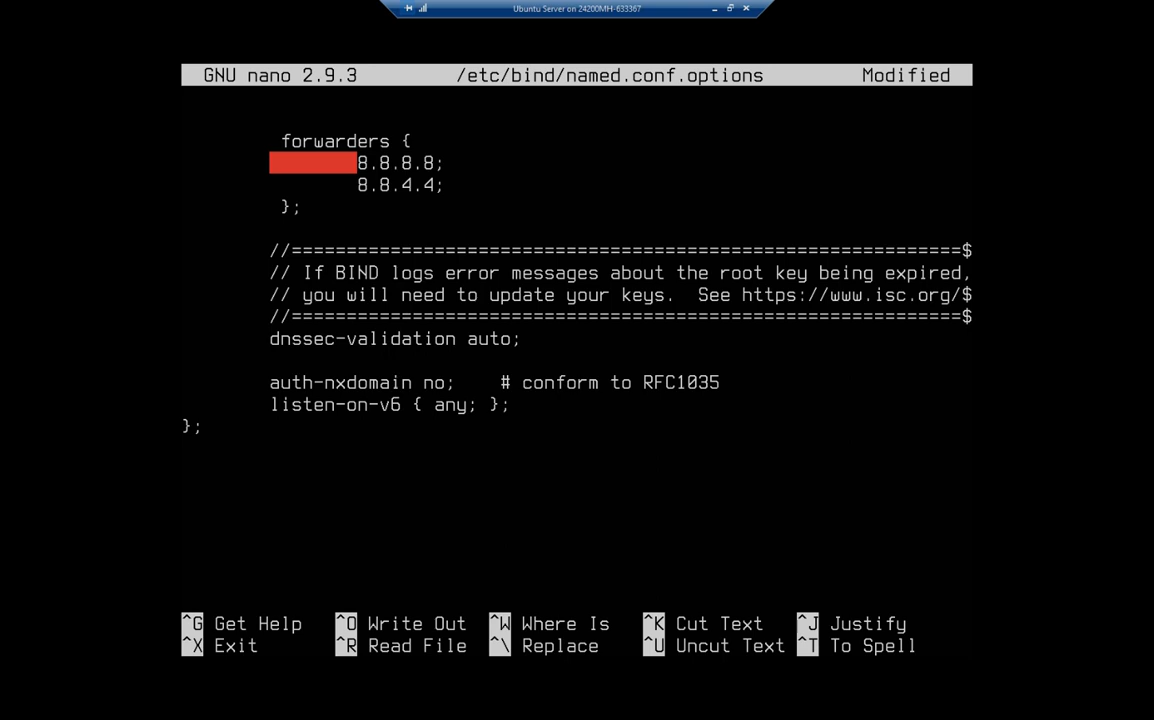 Ubuntu Server on 24200MH-633367
GNU nano 2.9.3 /etc/bind/named.conf.options Modified
forwarders {
8.8.8.8;
8.8.4.4;
};
//=============================================================$
// If BIND logs error messages about the root key being expired,
// you will need to update your keys.  See https://www.isc.org/$
//=============================================================$
dnssec-validation auto;
auth-nxdomain no;    # conform to RFC1035
listen-on-v6 { any; };
};
^G Get Help ^O Write Out ^W Where Is ^K Cut Text ^J Justify
^X Exit ^R Read File ^\ Replace ^U Uncut Text ^T To Spell